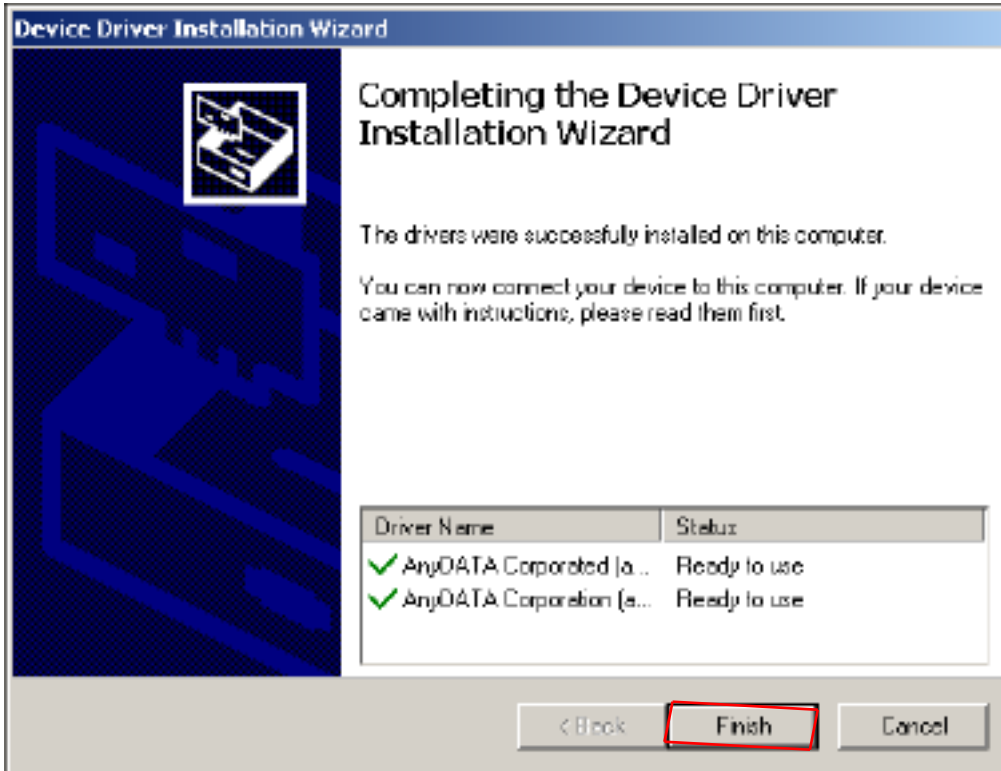 Device Driver Installation Wizard
Completing the Device Driver
Installation Wizard
The drivers were successfully installed on this computer.
You can now connect your device to this computer. If your device
came with instructions, please read them first.
Driver Name Status
AnyDATA Corporated (a... Ready to use
AnyDATA Corporation (a... Ready to use
< Back Finish Cancel